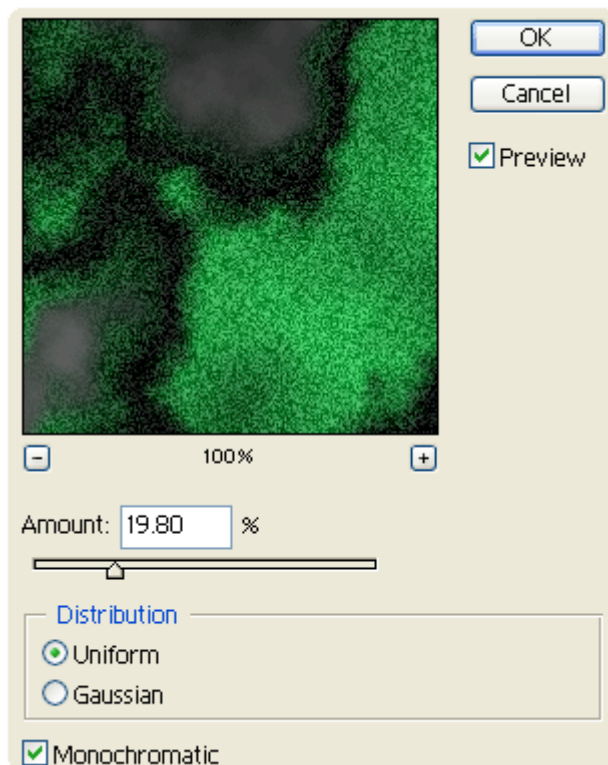 OK
Cancel
Preview
- 100% +
Amount: 19.80 %
Distribution
Uniform
Gaussian
Monochromatic